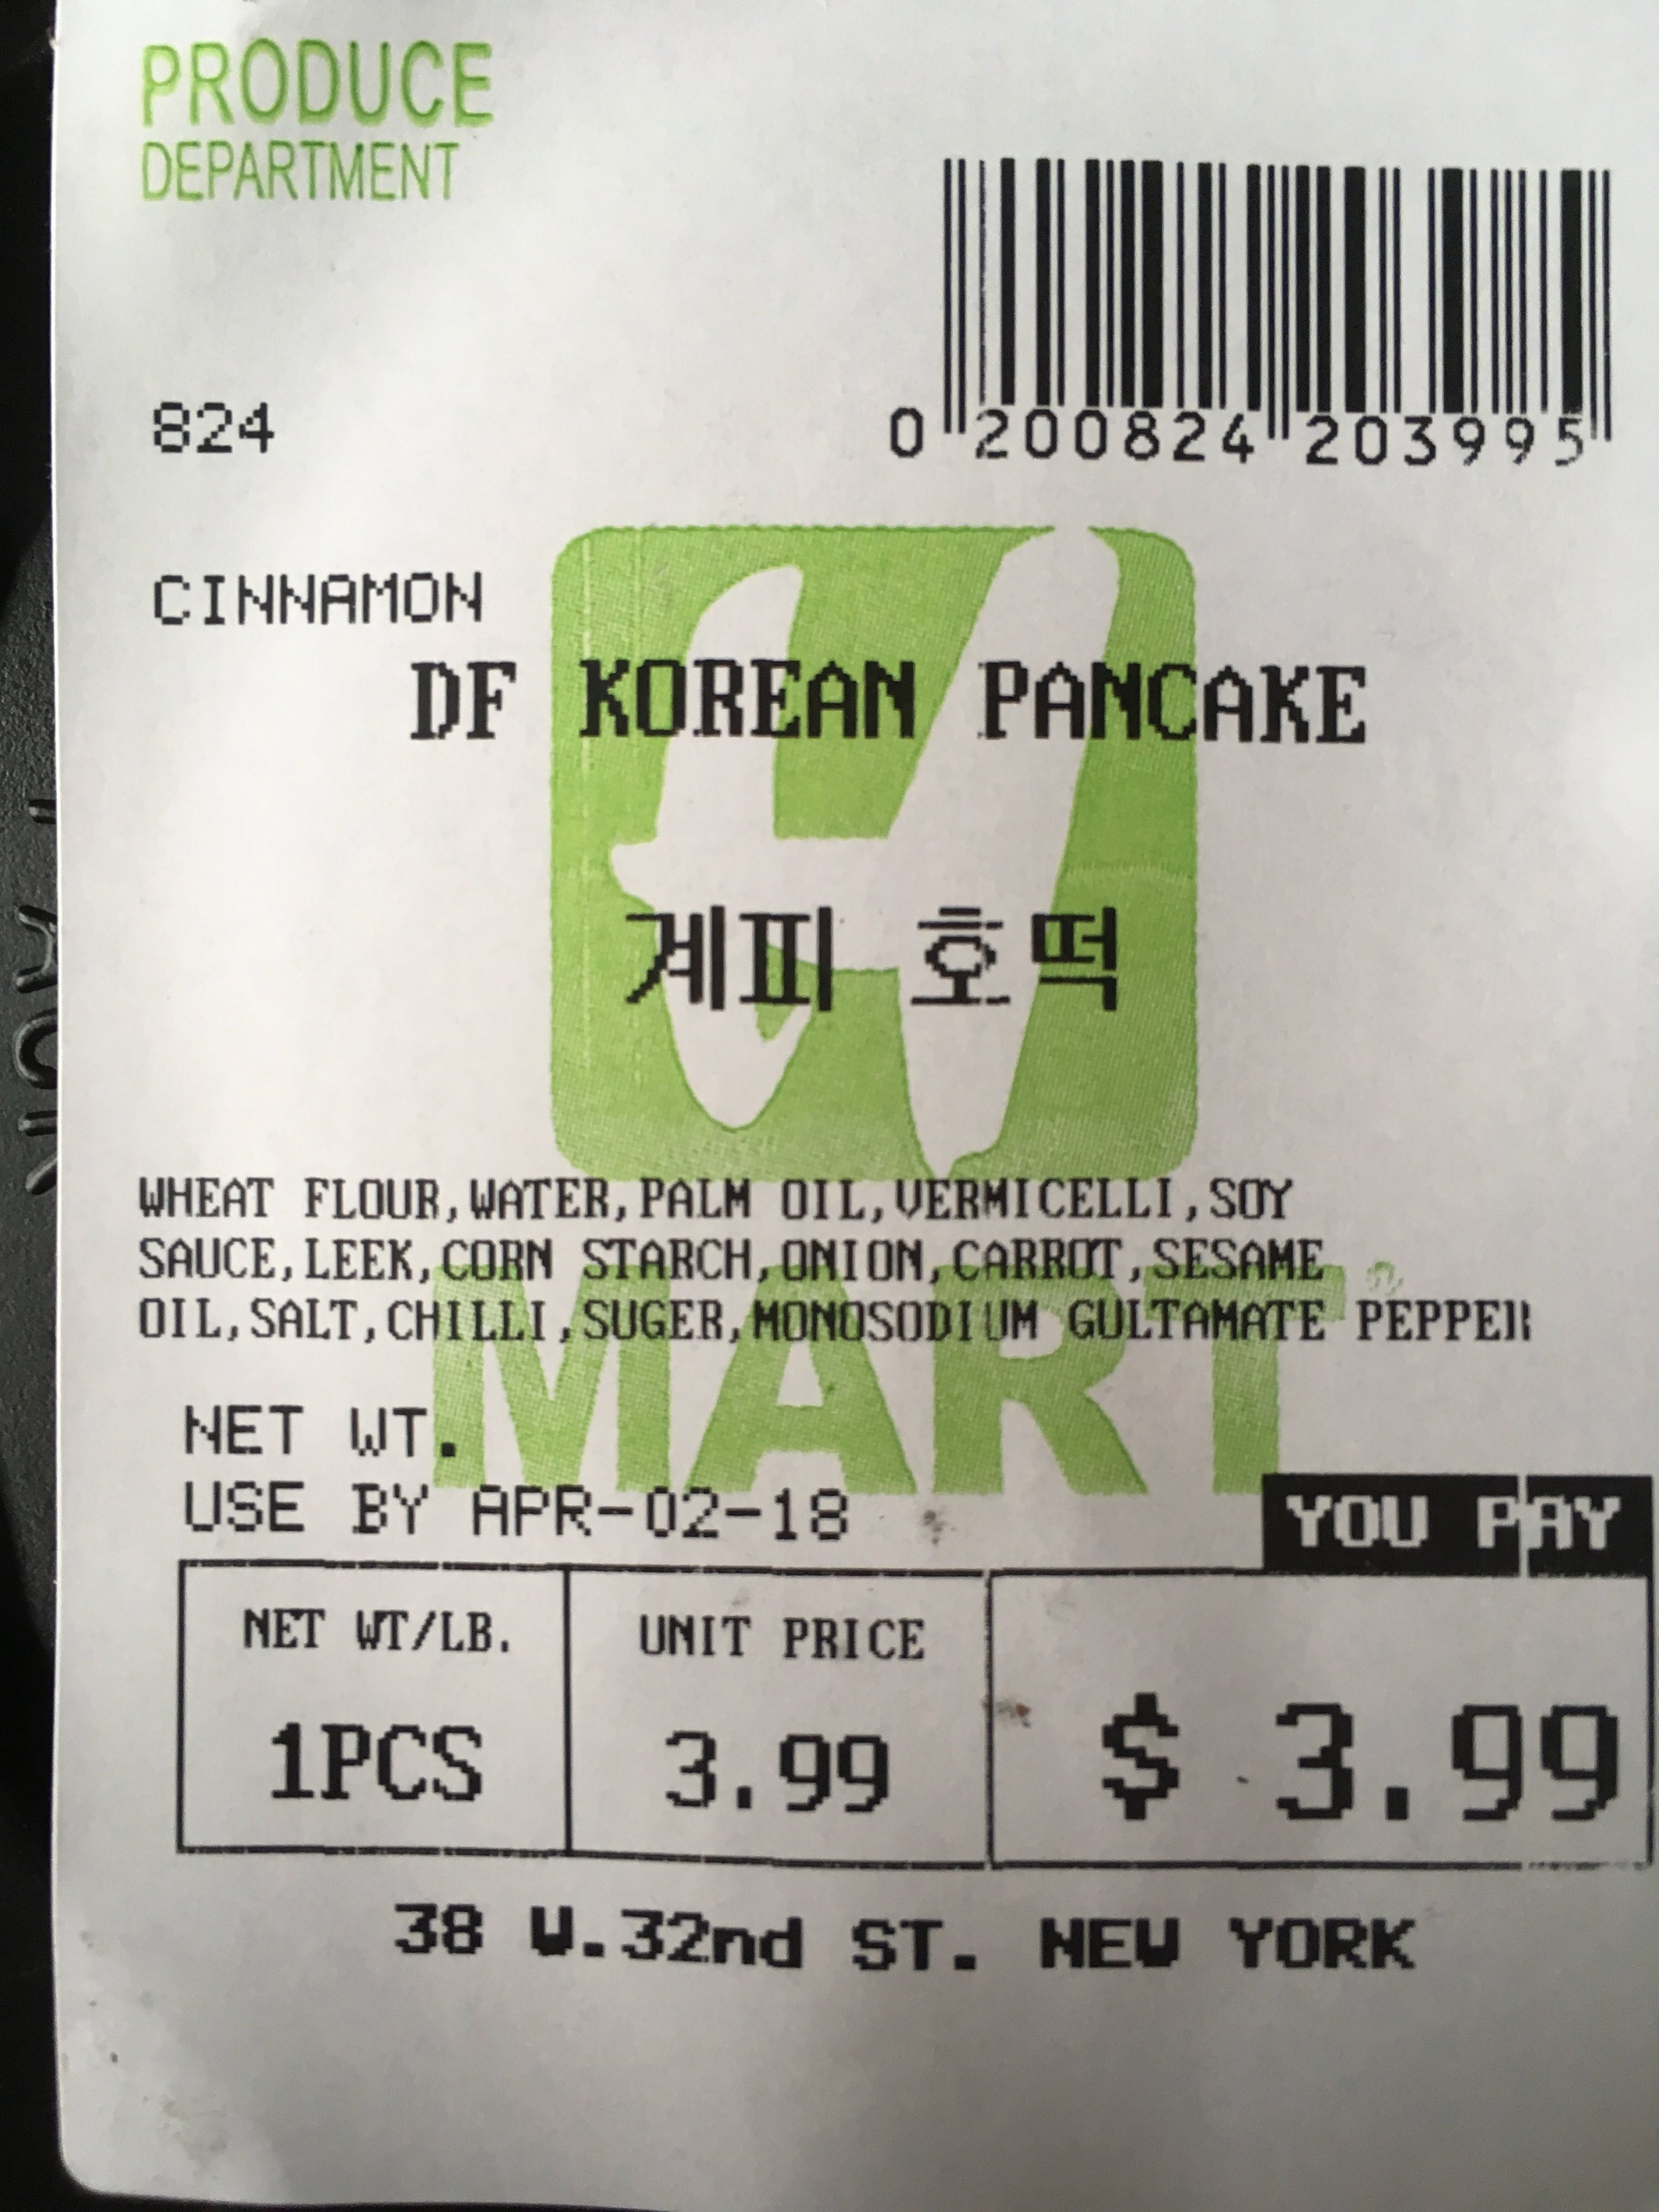 PRODUCE
DEPARTMENT
824
0 200824 203995
CINNAMON
DF KOREAN PANCAKE
계피 호떡
WHEAT FLOUR,WATER,PALM OIL,VERMICELLI,SOY
SAUCE,LEEK,CORN STARCH,ONION,CARROT,SESAME
OIL,SALT,CHILLI,SUGER,MONOSODIUM GULTAMATE PEPPER
H MART®
NET WT.
USE BY APR-02-18
YOU PAY
NET WT/LB. UNIT PRICE
1PCS 3.99 $ 3.99
38 W.32nd ST. NEW YORK